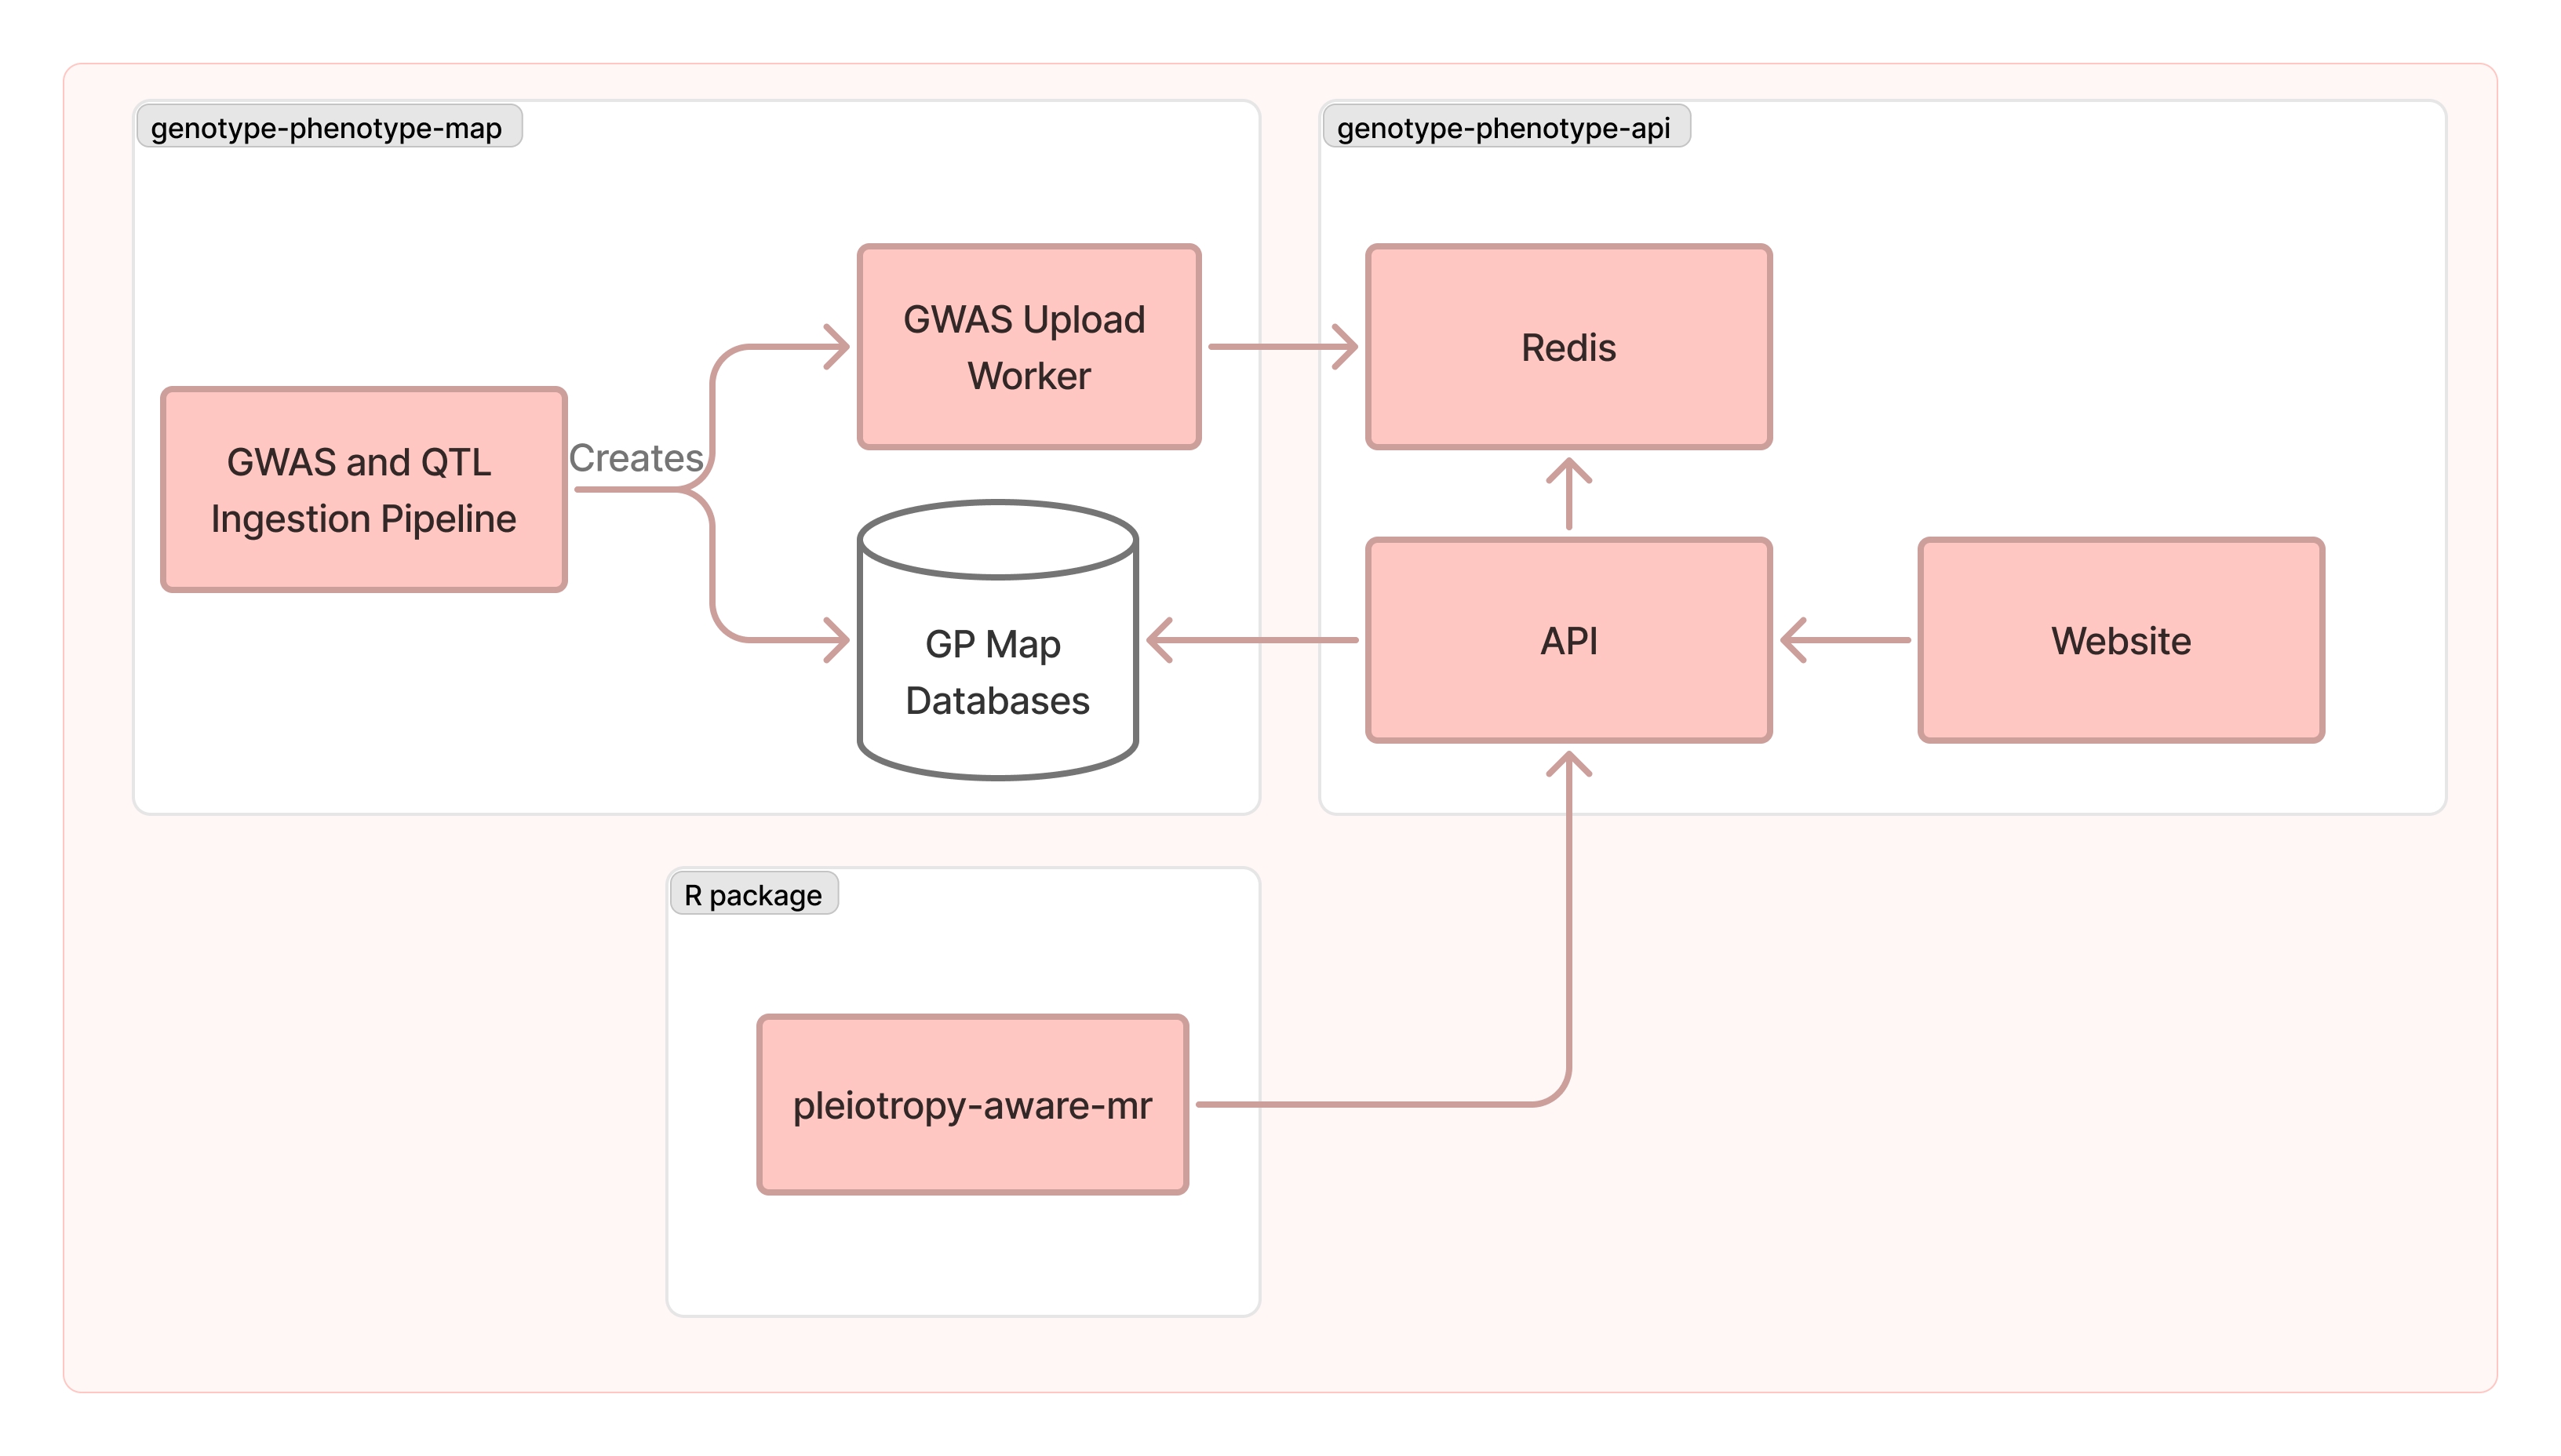 genotype-phenotype-map
genotype-phenotype-api
GWAS Upload
Worker
Redis
Creates
GWAS and QTL
Ingestion Pipeline
GP Map
Databases
API
Website
R package
pleiotropy-aware-mr